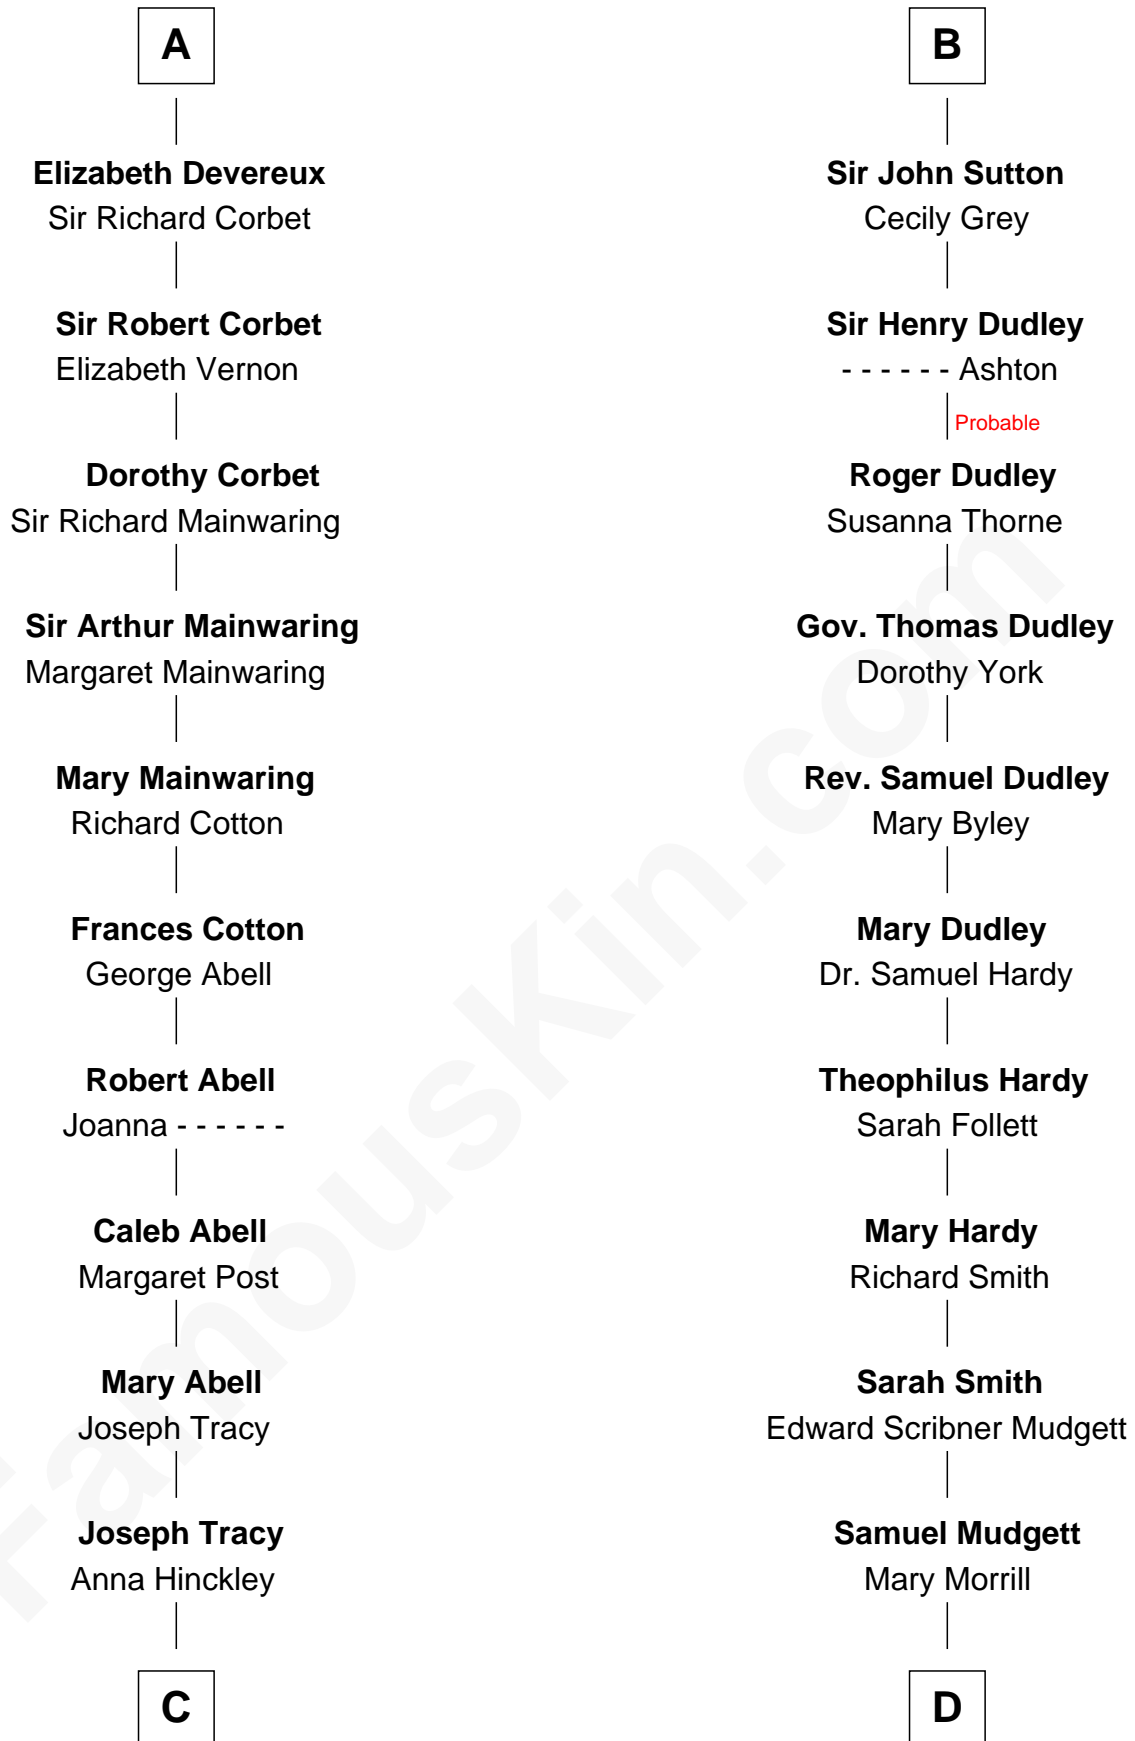 A
Elizabeth Devereux
Sir Richard Corbet
Sir Robert Corbet
Elizabeth Vernon
Dorothy Corbet
Sir Richard Mainwaring
Sir Arthur Mainwaring
Margaret Mainwaring
Mary Mainwaring
Richard Cotton
Frances Cotton
George Abell
Robert Abell
Joanna - - - - - -
Caleb Abell
Margaret Post
Mary Abell
Joseph Tracy
Joseph Tracy
Anna Hinckley
C
B
Sir John Sutton
Cecily Grey
Sir Henry Dudley
- - - - - - Ashton
Probable
Roger Dudley
Susanna Thorne
Gov. Thomas Dudley
Dorothy York
Rev. Samuel Dudley
Mary Byley
Mary Dudley
Dr. Samuel Hardy
Theophilus Hardy
Sarah Follett
Mary Hardy
Richard Smith
Sarah Smith
Edward Scribner Mudgett
Samuel Mudgett
Mary Morrill
D
FamousKin.com